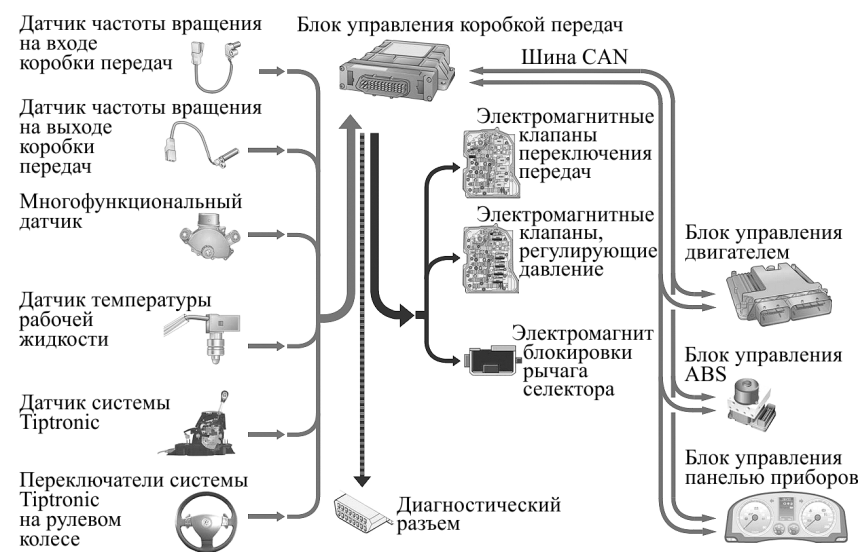 Датчик частоты вращения
на входе
коробки передач
Датчик частоты вращения
на выходе
коробки
передач
Многофункциональный
датчик
Датчик температуры
рабочей
жидкости
Датчик системы
Tiptronic
Переключатели системы
Tiptronic
на рулевом
колесе
Блок управления коробкой передач
Шина CAN
Электромагнитные
клапаны
переключения
передач
Электромагнитные
клапаны,
регулирующие
давление
Электромагнит
блокировки
рычага
селектора
Диагностический
разъем
Блок управления
двигателем
Блок управления
ABS
Блок управления
панелью приборов